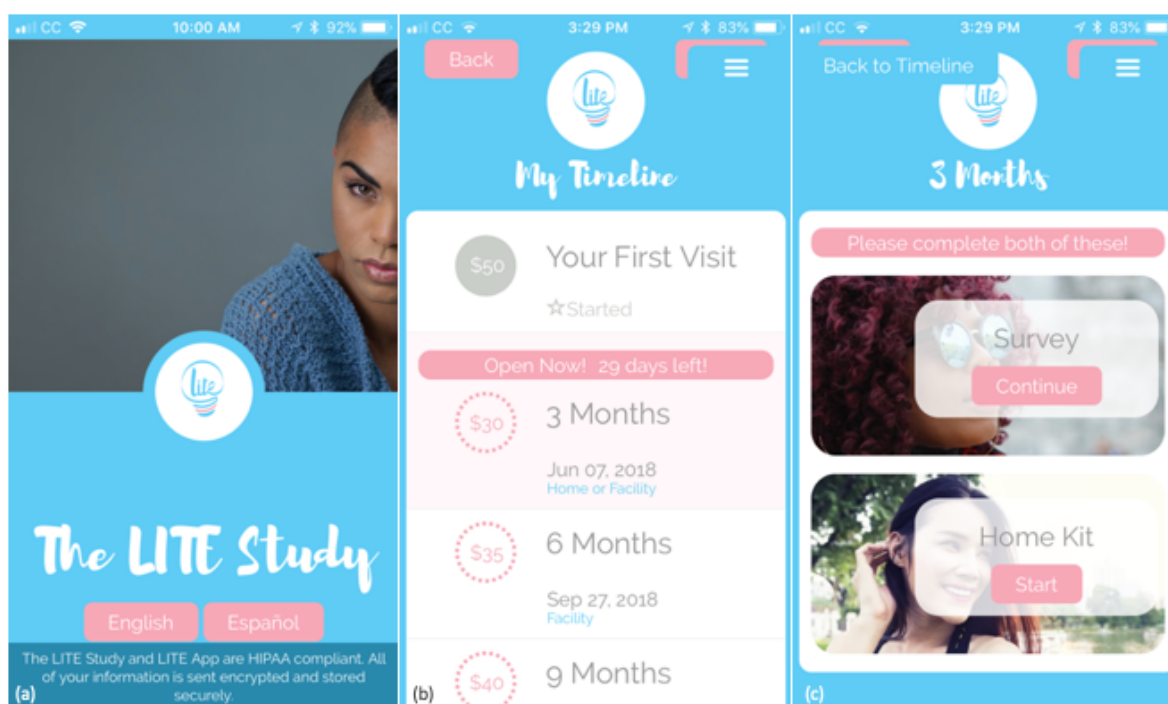 CC 10:00 AM 92%
lite
The LITE Study
English Español
The LITE Study and LITE App are HIPAA compliant. All
of your information is sent encrypted and stored
securely.
(a)
CC 3:29 PM 83%
Back
lite
My Timeline
$50 Your First Visit
Started
Open Now! 29 days left!
$30 3 Months
Jun 07, 2018
Home or Facility
$35 6 Months
Sep 27, 2018
Facility
$40 9 Months
(b)
CC 3:29 PM 83%
Back to Timeline
lite
3 Months
Please complete both of these!
Survey
Continue
Home Kit
Start
(c)